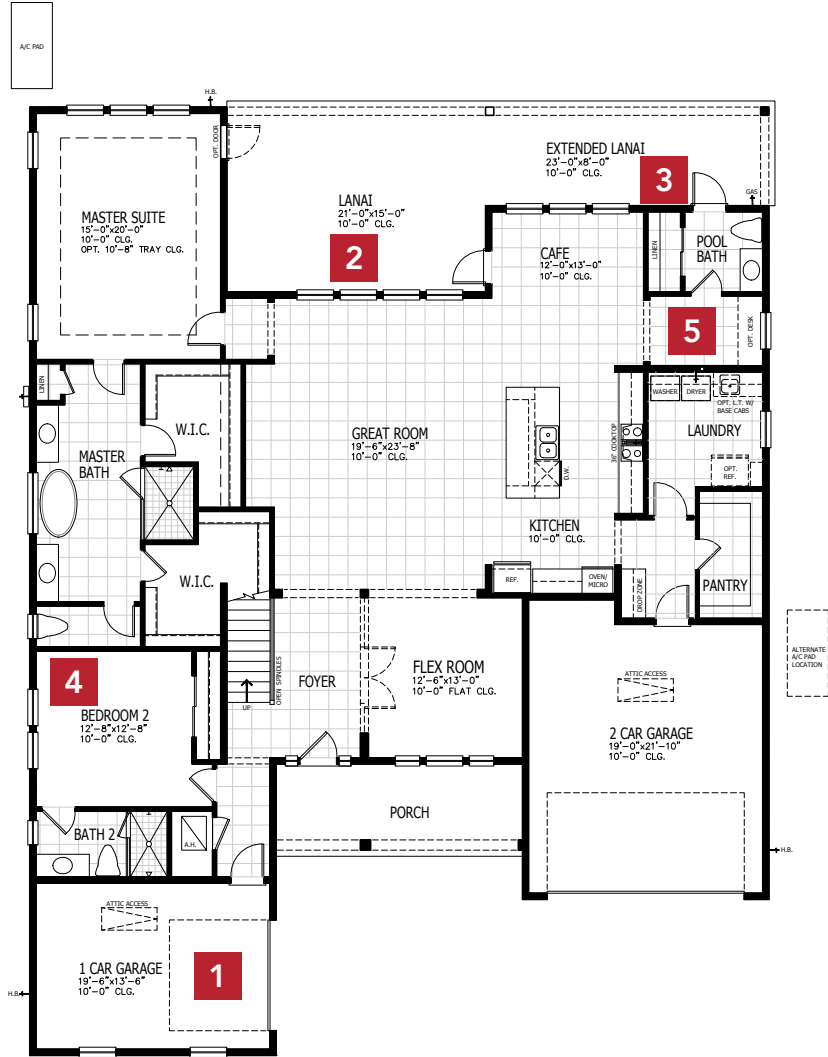 A/C PAD
H.B.
OPT. DOOR
MASTER SUITE
15'-0"x20'-0"
10'-0" CLG.
OPT. 10'-8" TRAY CLG.
LANAI
21'-0"x15'-0"
10'-0" CLG.
2
EXTENDED LANAI
23'-0"x8'-0"
10'-0" CLG.
3
GAS
CAFE
12'-0"x13'-0"
10'-0" CLG.
LINEN
POOL
BATH
5
OPT. DESK
LINEN
W.I.C.
MASTER
BATH
GREAT ROOM
19'-6"x23'-8"
10'-0" CLG.
36" COOKTOP
D.W.
WASHER
DRYER
OPT. L.T. W/
BASE CABS
LAUNDRY
OPT.
REF.
KITCHEN
10'-0" CLG.
W.I.C.
REF.
OVEN/
MICRO
DROP ZONE
PANTRY
4
BEDROOM 2
12'-8"x12'-8"
10'-0" CLG.
UP
OPEN SPINDLES
FOYER
FLEX ROOM
12'-6"x13'-0"
10'-0" FLAT CLG.
ATTIC ACCESS
2 CAR GARAGE
19'-0"x21'-10"
10'-0" CLG.
ALTERNATE
A/C PAD
LOCATION
BATH 2
A.H.
PORCH
H.B.
ATTIC ACCESS
1 CAR GARAGE
19'-6"x13'-6"
10'-0" CLG.
1
H.B.